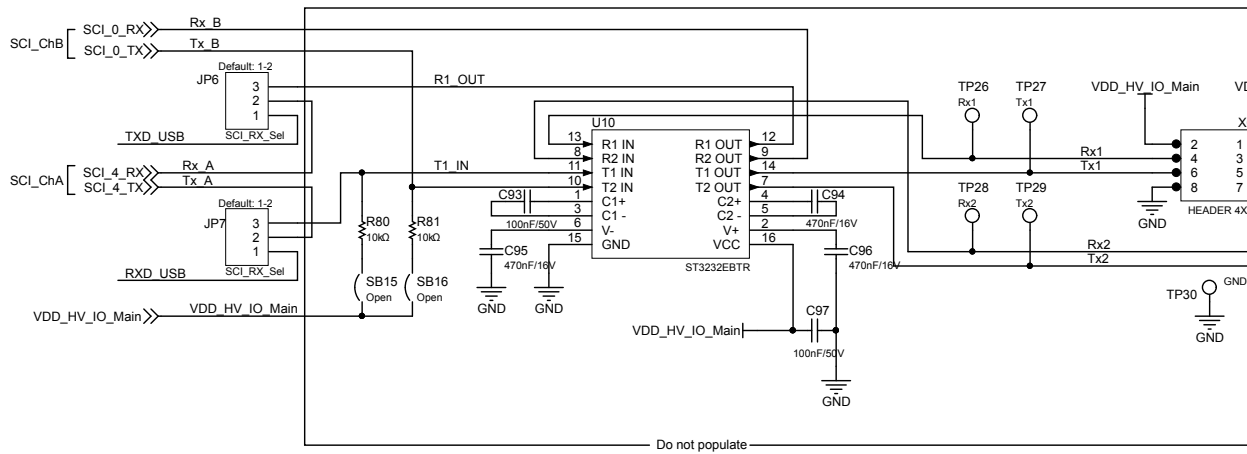 SCI_ChB
SCI_0_RX
Rx_B
SCI_0_TX
Tx_B
Default: 1-2
JP6
3
2
1
SCI_RX_Sel
R1_OUT
TXD_USB
SCI_ChA
SCI_4_RX
Rx_A
SCI_4_TX
Tx_A
T1_IN
Default: 1-2
JP7
3
2
1
SCI_RX_Sel
RXD_USB
VDD_HV_IO_Main
VDD_HV_IO_Main
R80
10kΩ
R81
10kΩ
SB15
Open
SB16
Open
U10
13 R1 IN R1 OUT 12
8 R2 IN R2 OUT 9
11 T1 IN T1 OUT 14
10 T2 IN T2 OUT 7
1 C1+ C2+ 4
3 C1 - C2 - 5
6 V- V+ 2
15 GND VCC 16
ST3232EBTR
C93
100nF/50V
C95
470nF/16V
GND
GND
C94
470nF/16V
C96
470nF/16V
VDD_HV_IO_Main
C97
100nF/50V
GND
TP26
Rx1
TP27
Tx1
TP28
Rx2
TP29
Tx2
Rx1
Tx1
Rx2
Tx2
VDD_HV_IO_Main
2 1
4 3
6 5
8 7
GND
HEADER 4X
TP30
GND
GND
Do not populate